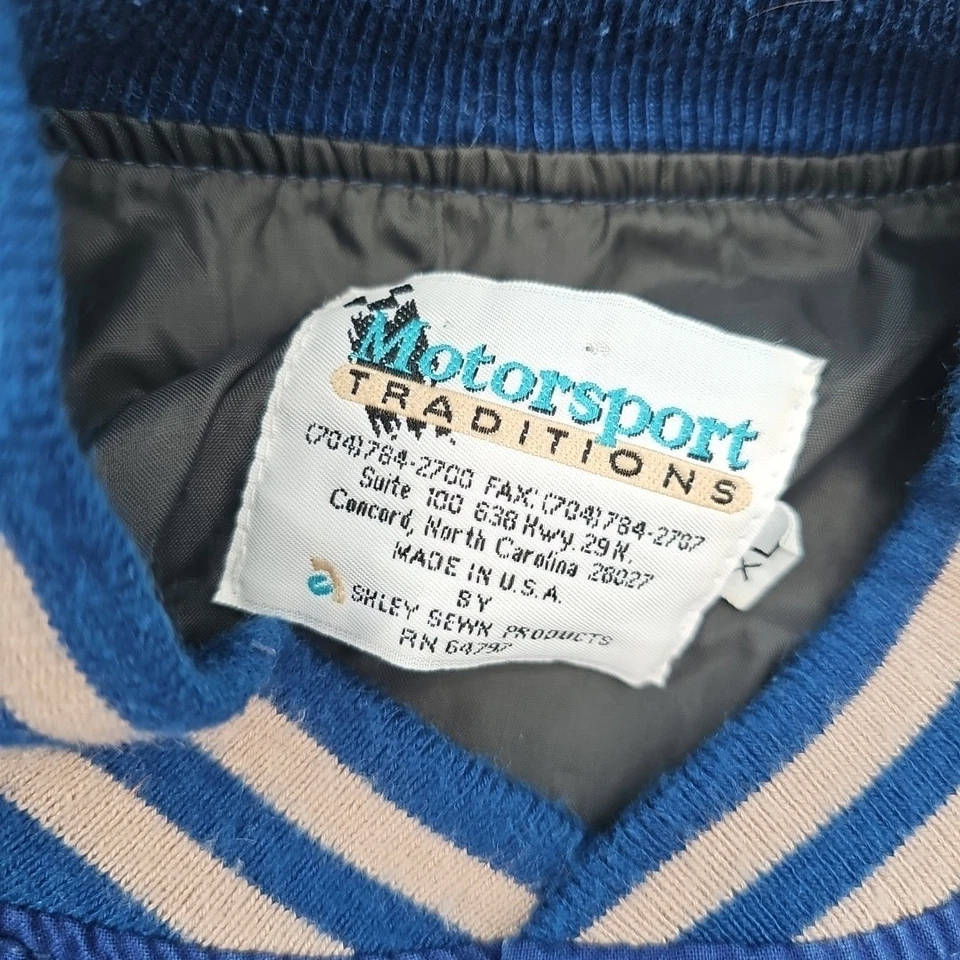 Motorsport
TRADITIONS
(704)784-2700 FAX: (704)784-2707
Suite 100 638 Hwy 29 N.
Concord, North Carolina 28027
MADE IN U.S.A.
BY
SHLEY SEWN PRODUCTS
RN 64797
XL